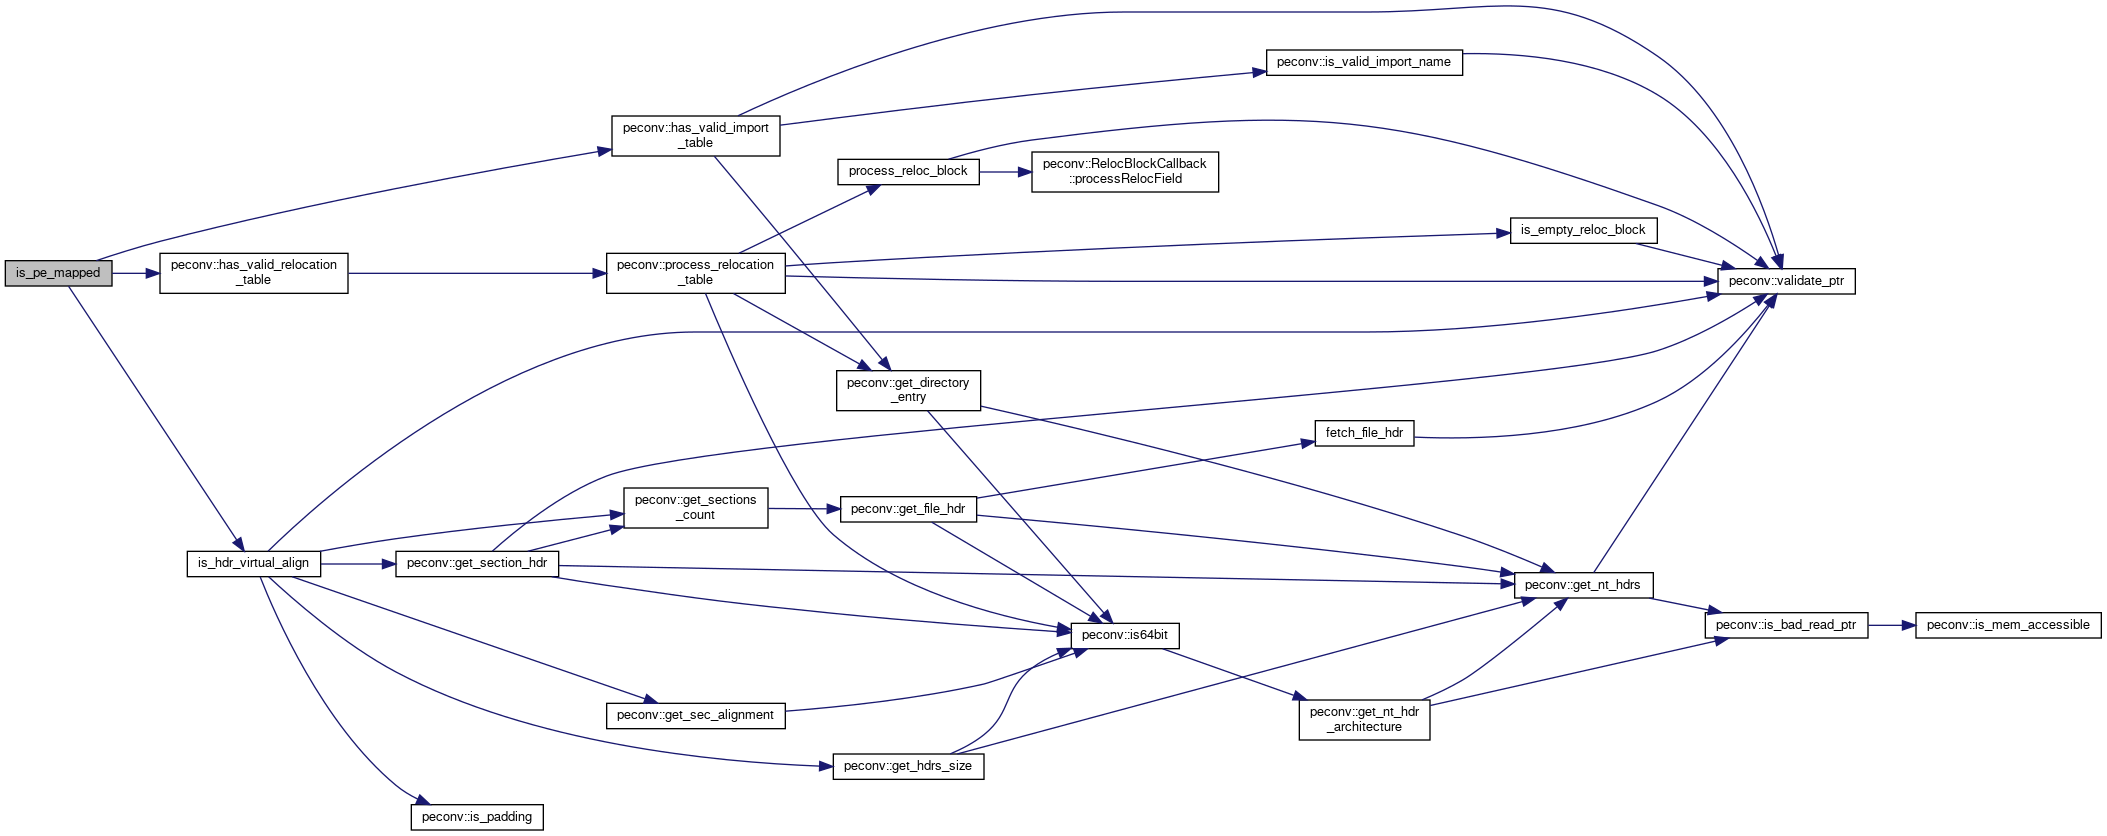 is_pe_mapped
peconv::has_valid_import
_table
peconv::has_valid_relocation
_table
is_hdr_virtual_align
peconv::process_relocation
_table
process_reloc_block
peconv::RelocBlockCallback
::processRelocField
peconv::is_valid_import_name
is_empty_reloc_block
peconv::validate_ptr
peconv::get_directory
_entry
fetch_file_hdr
peconv::get_sections
_count
peconv::get_file_hdr
peconv::get_section_hdr
peconv::get_nt_hdrs
peconv::is64bit
peconv::is_bad_read_ptr
peconv::is_mem_accessible
peconv::get_sec_alignment
peconv::get_nt_hdr
_architecture
peconv::get_hdrs_size
peconv::is_padding